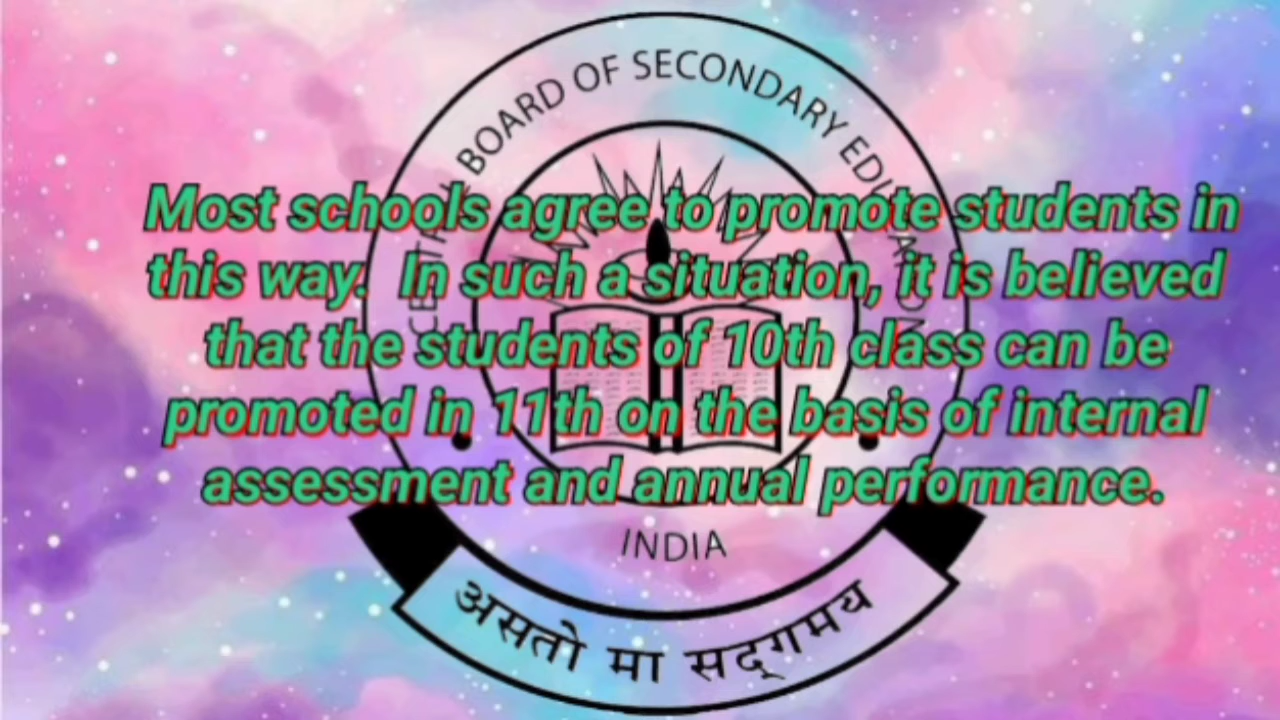 BOARD OF SECONDARY
Most schools agree to promote students in
this way. In such a situation, it is believed
that the students of 10th class can be
promoted in 11th on the basis of internal
assessment and annual performance.
INDIA
असतो मा सद्गमय